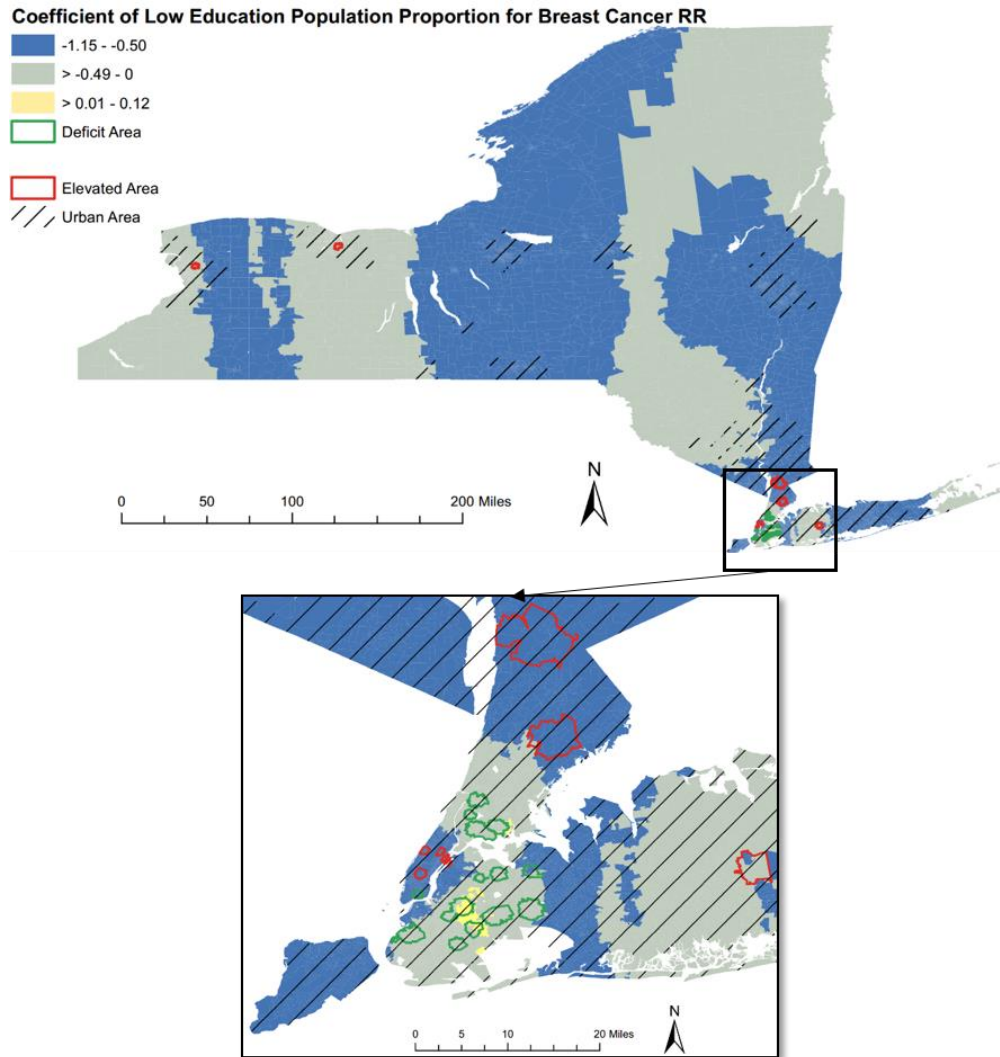 Coefficient of Low Education Population Proportion for Breast Cancer RR
-1.15 - -0.50
> -0.49 - 0
> 0.01 - 0.12
Deficit Area
Elevated Area
Urban Area
N
0 50 100 200 Miles
N
0 5 10 20 Miles